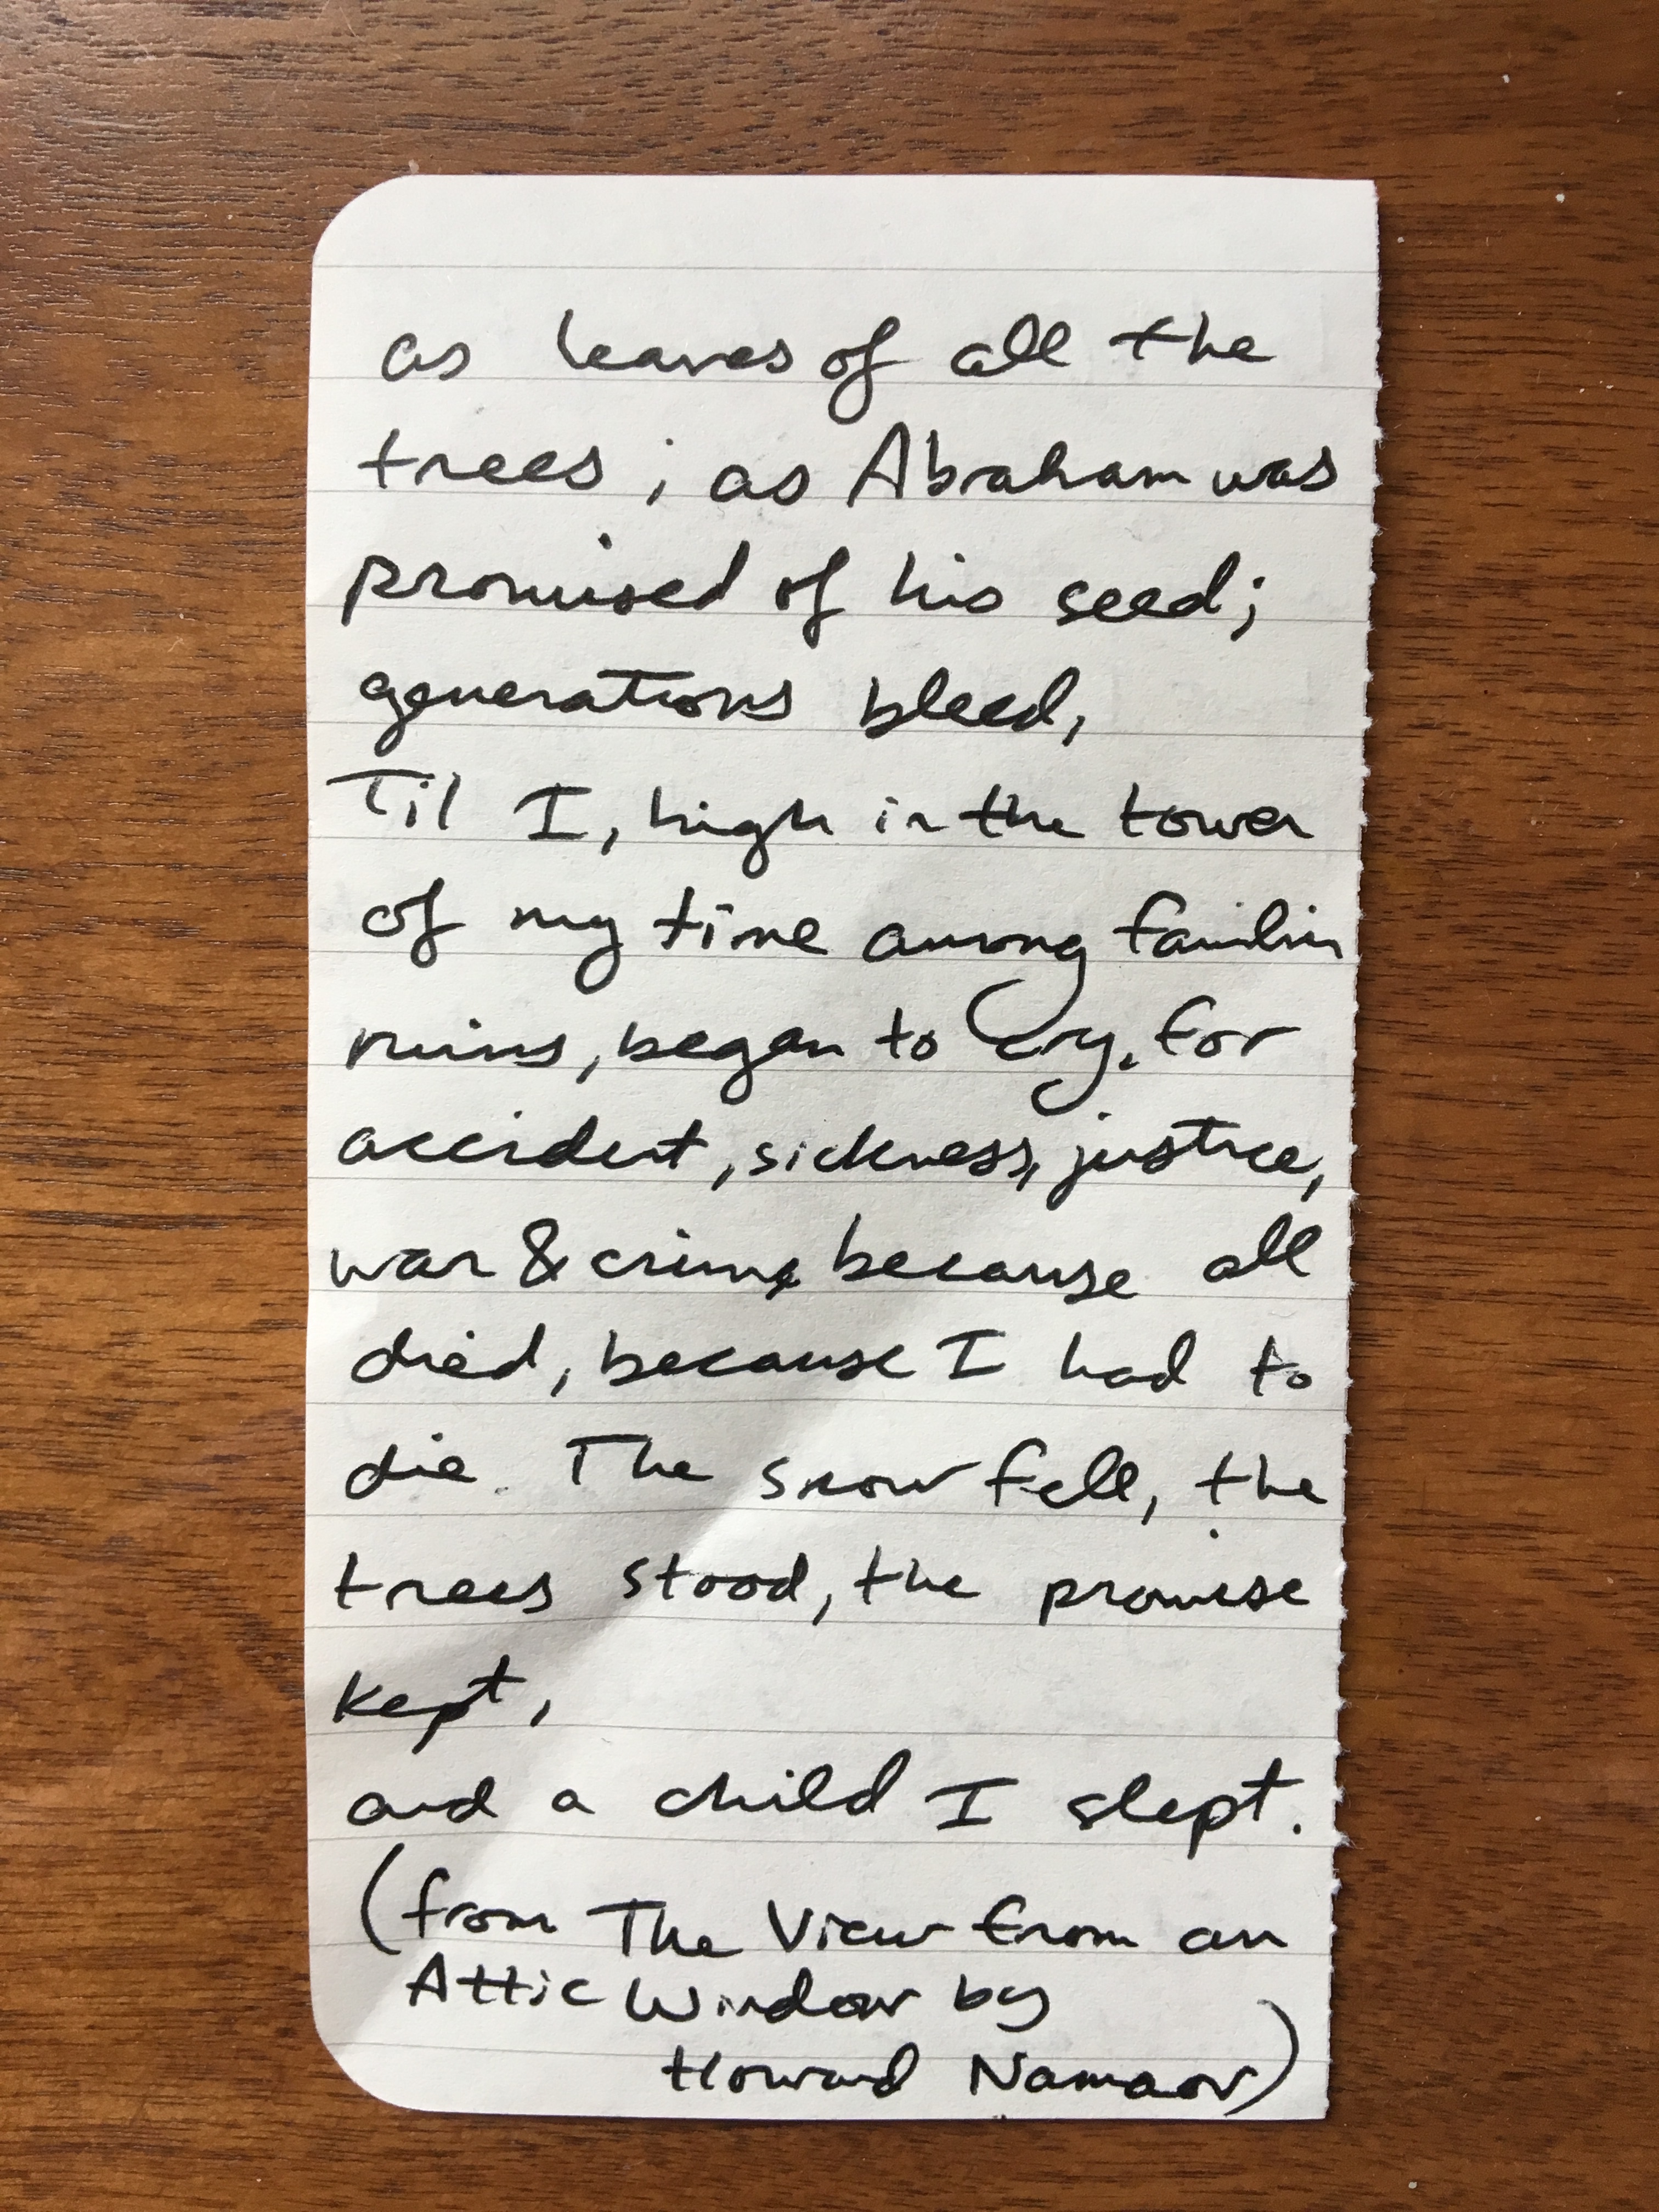 as leaves of all the
trees; as Abraham was
promised of his seed;
generations bleed,
Til I, high in the tower
of my time among familiar
ruins, began to cry. For
accident, sickness, justice,
war & crime because all
died, because I had to
die. The snow fell, the
trees stood, the promise
kept,
and a child I slept.
(from The View from an
Attic Window by
Howard Namaov)